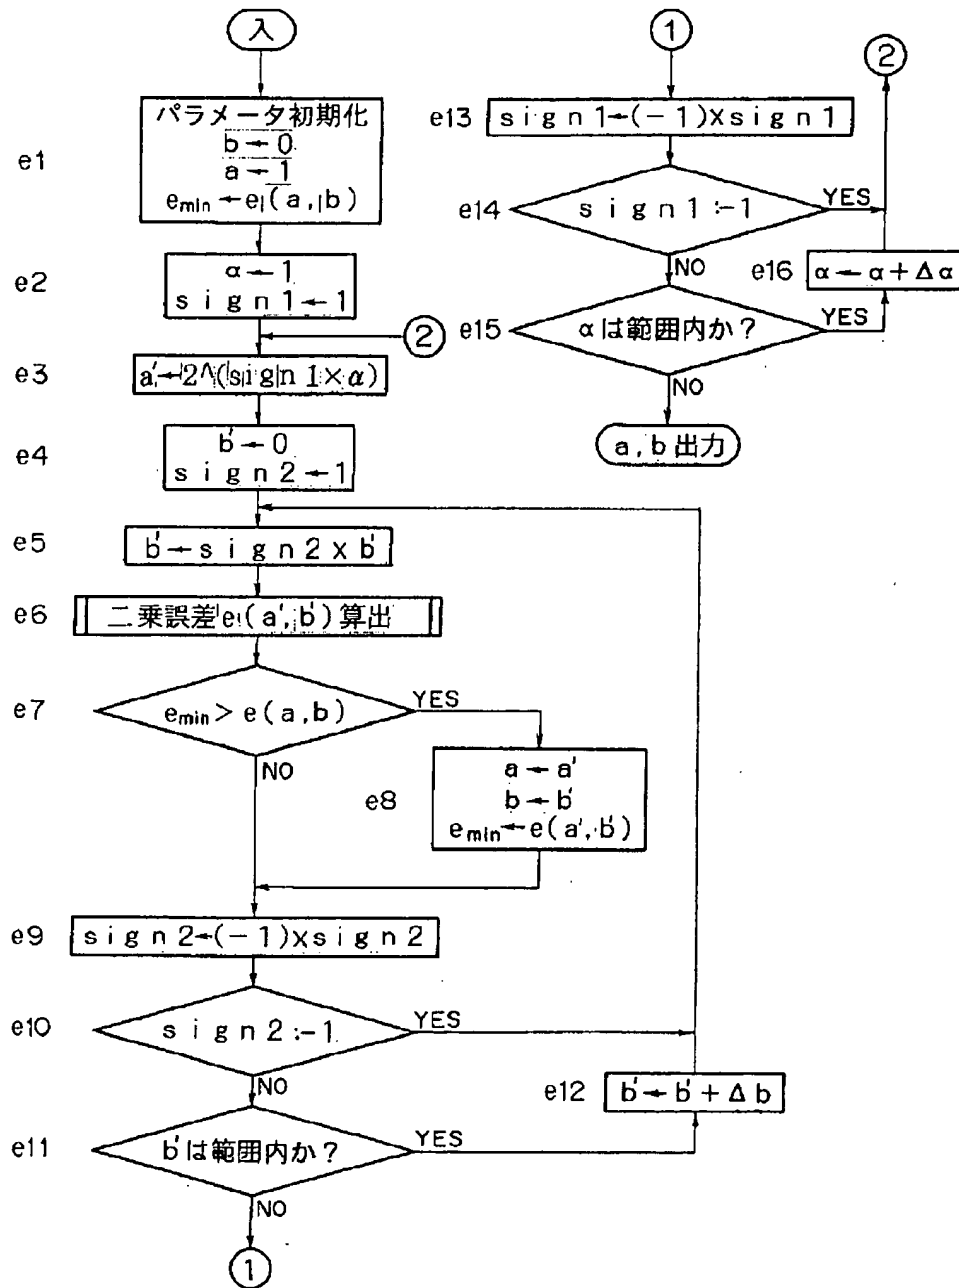 入
e1
パラメータ初期化
b ← 0
a ← 1
e min ← e (a, b)
e2
α ← 1
sign1 ← 1
②
e3
a' ← 2^(sign1×α)
e4
b' ← 0
sign2 ← 1
e5
b' ← sign2×b'
e6
二乗誤差 e (a', b') 算出
e7
e min > e(a,b)
YES
NO
e8
a ← a'
b ← b'
e min ← e(a', b')
e9
sign2←(-1)×sign2
e10
sign2:-1
YES
NO
e12
b' ← b' + Δb
e11
b'は範囲内か?
YES
NO
①
①
②
e13
sign1←(-1)×sign1
e14
sign1:-1
YES
NO
e16
α ← α + Δα
e15
αは範囲内か?
YES
NO
a,b出力